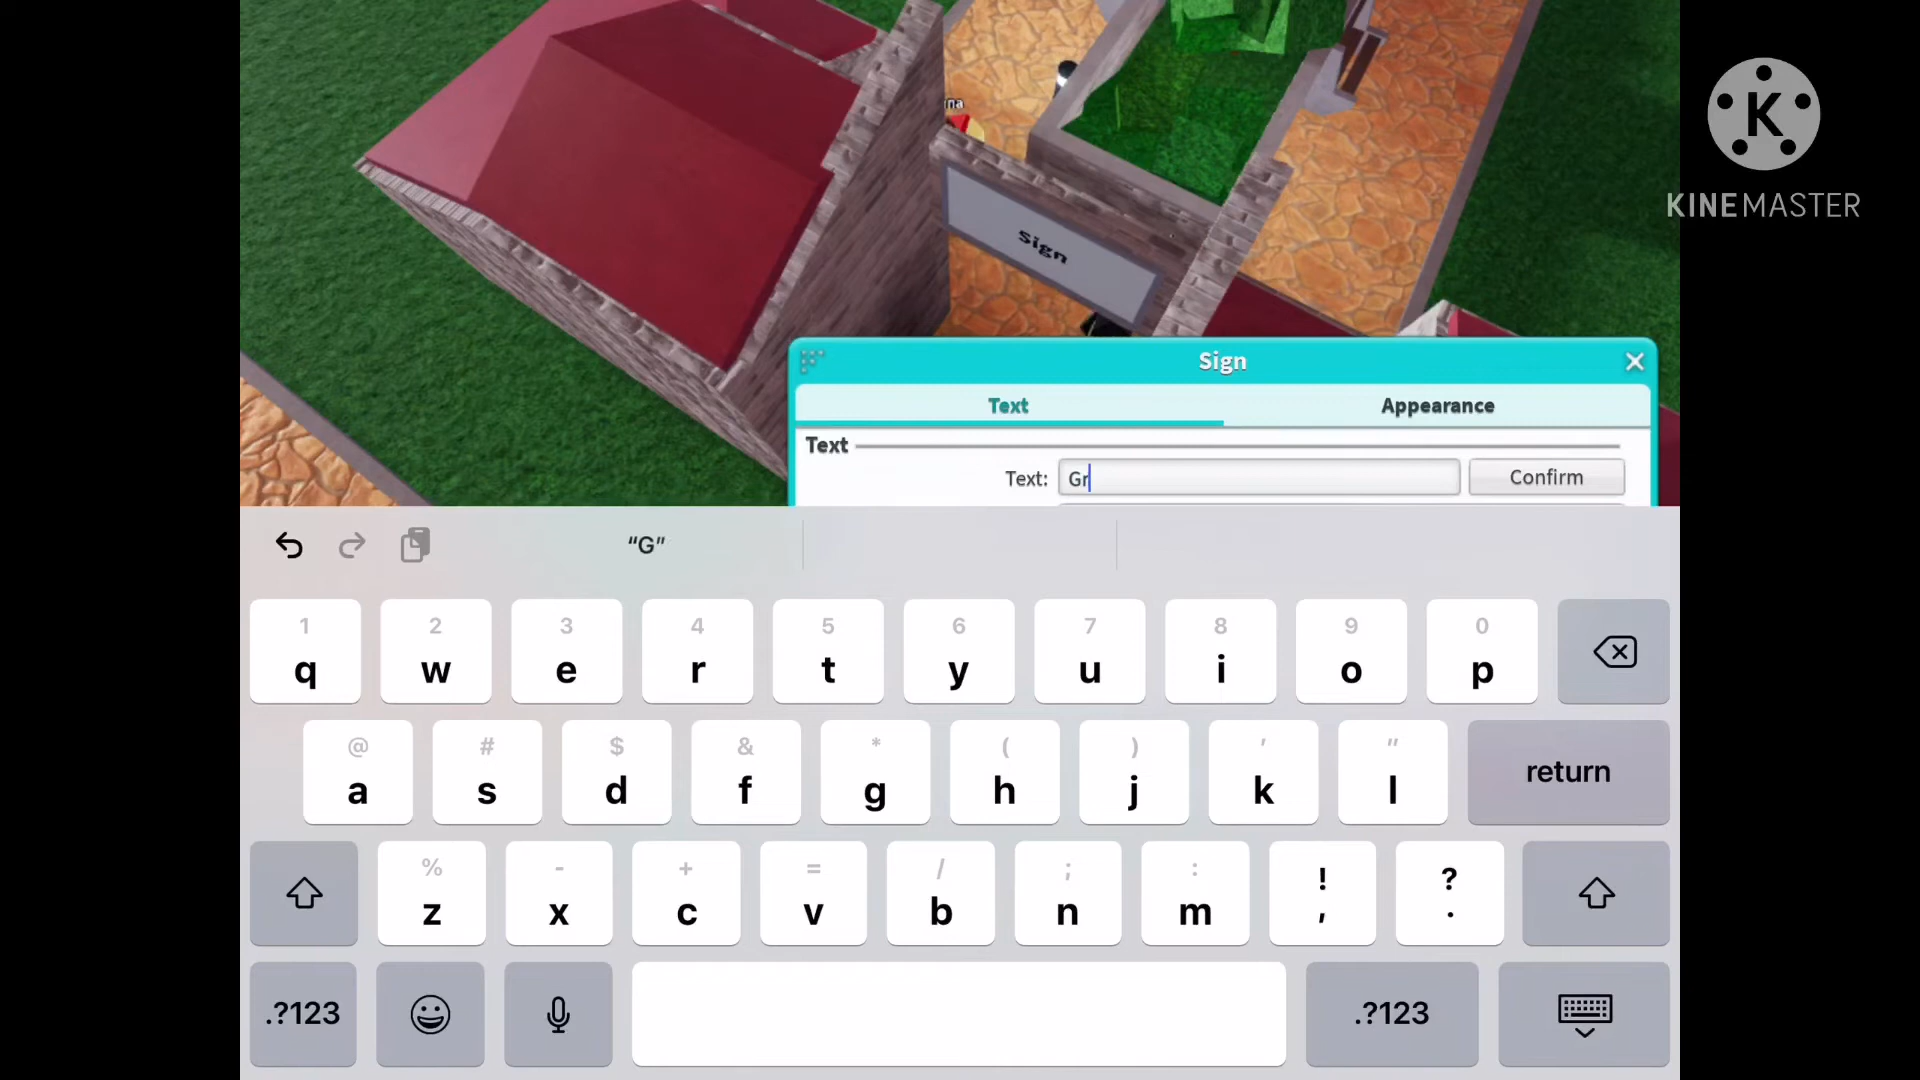 na
Sign
K
KINEMASTER
Sign
Text Appearance
Text
Text: Gr Confirm
"G"
1 2 3 4 5 6 7 8 9 0
q w e r t y u i o p
@ # $ & * ( ) ' "
a s d f g h j k l return
% - + = / ; : ! ?
z x c v b n m , .
.?123 .?123